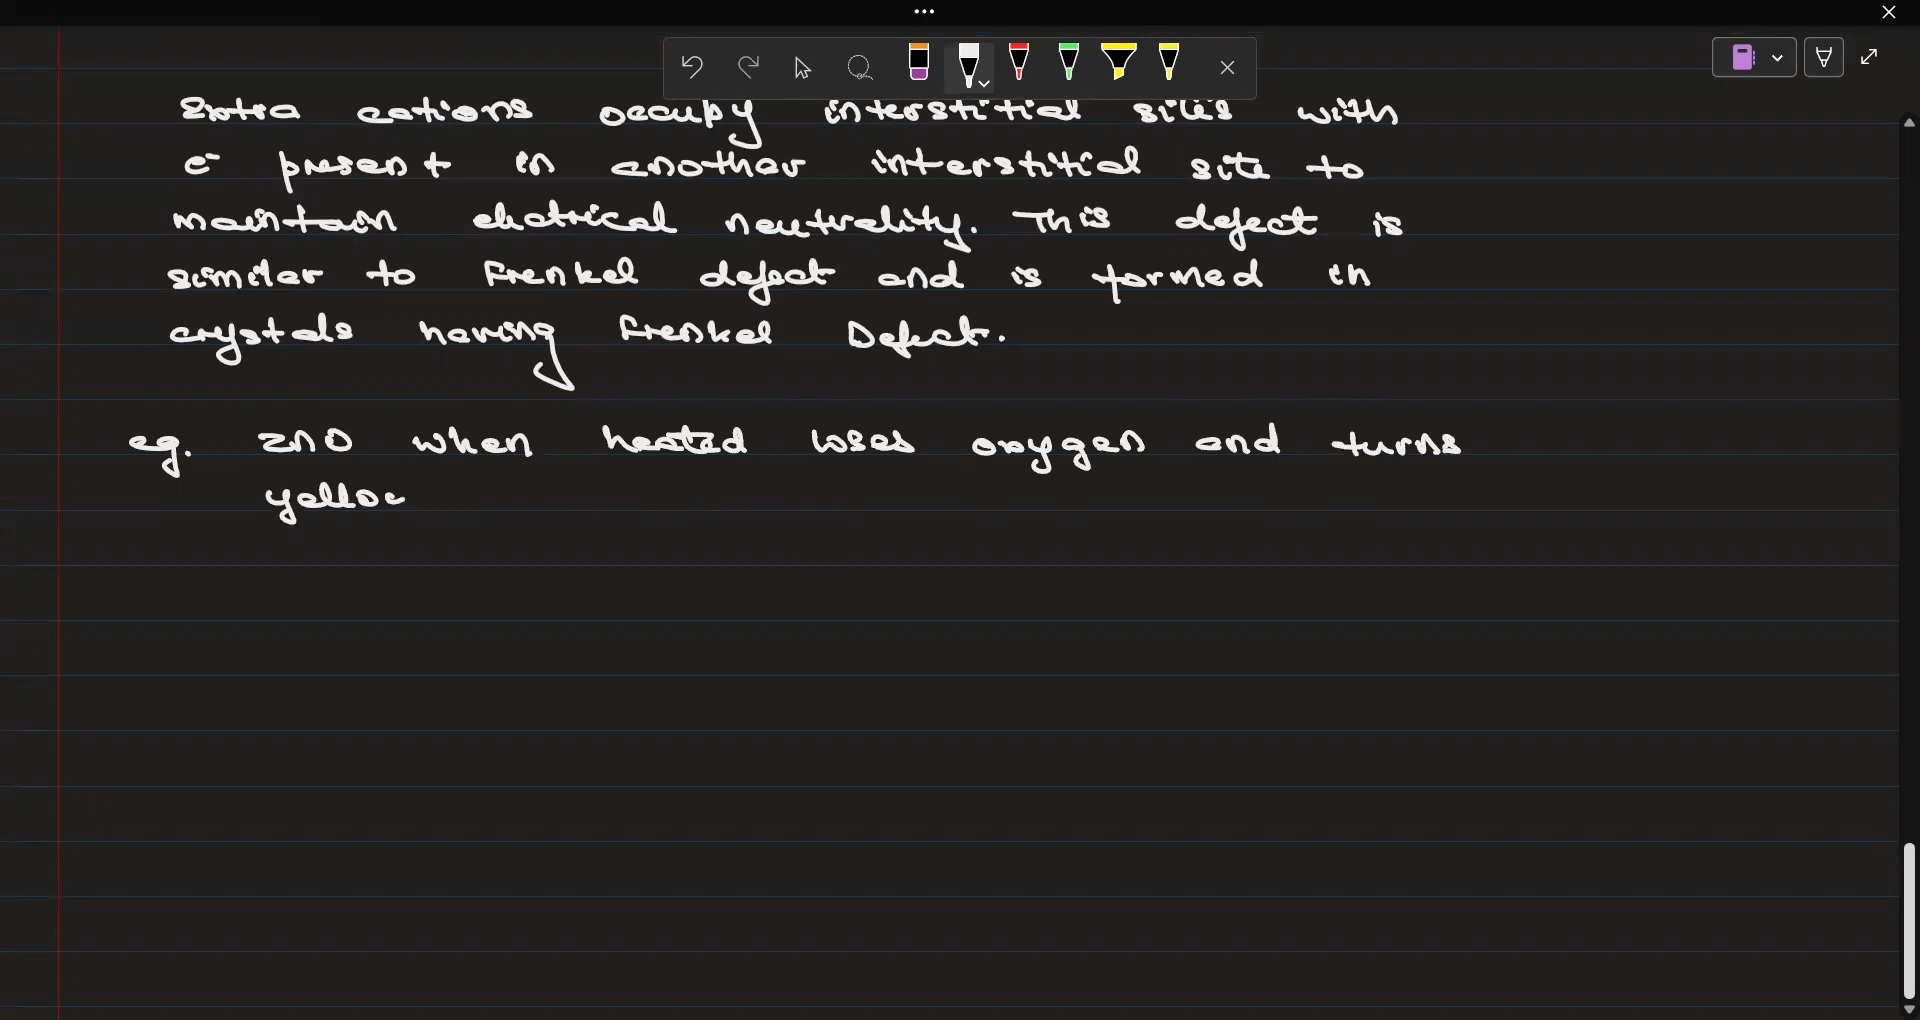 Extra cations occupy interstitial sites with
e⁻ present in another interstitial site to
maintain electrical neutrality. This defect is
similar to Frenkel defect and is formed in
crystals having Frenkel Defect.
eg. ZnO when heated loses oxygen and turns
yelloc